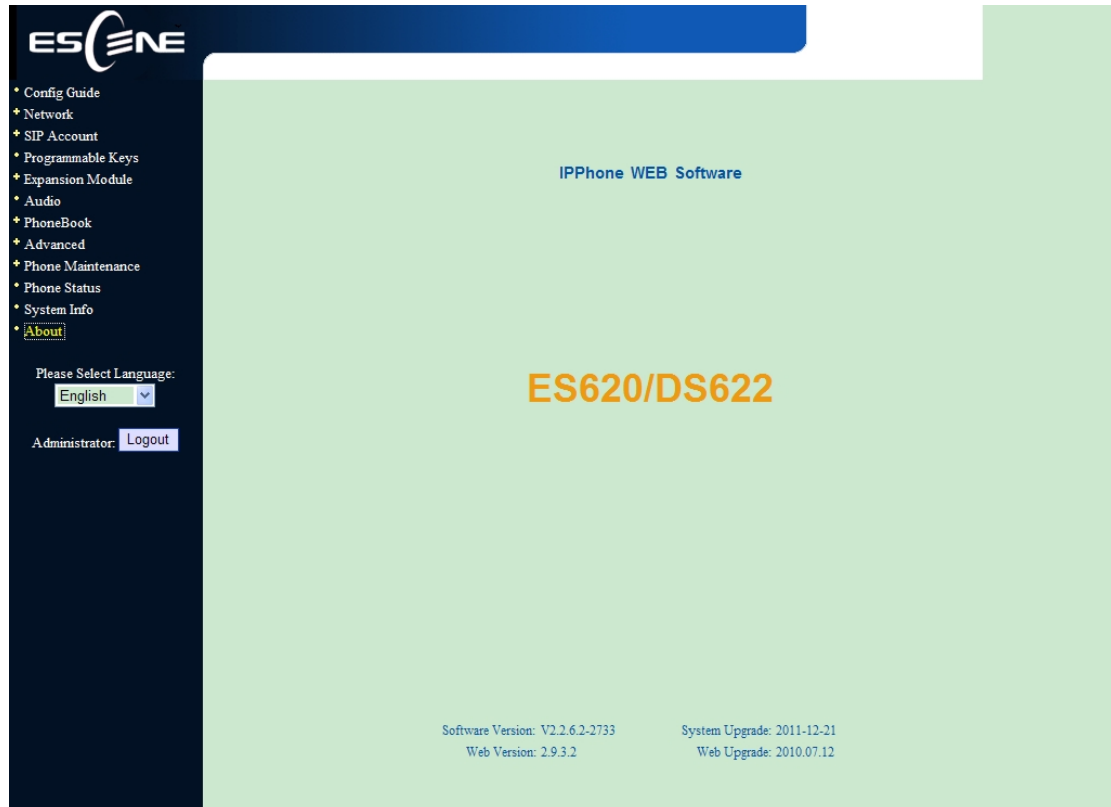 ESCENE
Config Guide
Network
SIP Account
Programmable Keys
Expansion Module
Audio
PhoneBook
Advanced
Phone Maintenance
Phone Status
System Info
About
Please Select Language:
English
Administrator: Logout
IPPhone WEB Software
ES620/DS622
Software Version: V2.2.6.2-2733 System Upgrade: 2011-12-21
Web Version: 2.9.3.2 Web Upgrade: 2010.07.12